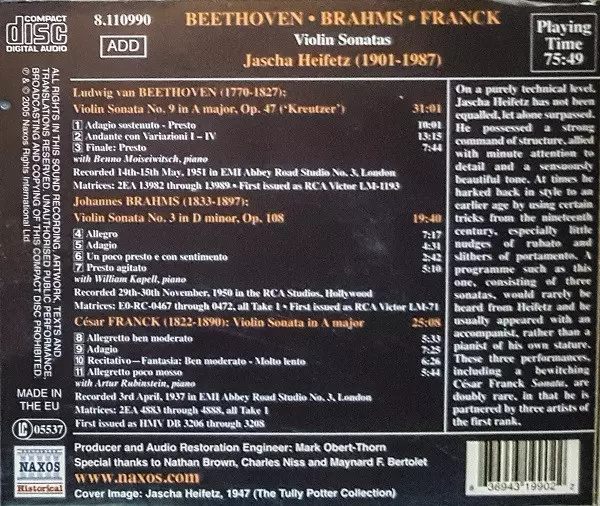 COMPACT
disc
DIGITAL AUDIO
8.110990
ADD
BEETHOVEN • BRAHMS • FRANCK
Violin Sonatas
Jascha Heifetz (1901-1987)
Playing
Time
75:49
ALL RIGHTS IN THIS SOUND RECORDING, ARTWORK, TEXTS AND
TRANSLATIONS RESERVED. UNAUTHORISED PUBLIC PERFORMANCE,
BROADCASTING AND COPYING OF THIS COMPACT DISC PROHIBITED.
℗ & © 2005 Naxos Rights International Ltd
Ludwig van BEETHOVEN (1770-1827):
Violin Sonata No. 9 in A major, Op. 47 (‘Kreutzer’) 31:01
1 Adagio sostenuto - Presto 10:01
2 Andante con Variazioni I – IV 13:15
3 Finale: Presto 7:44
with Benno Moiseiwitsch, piano
Recorded 14th-15th May, 1951 in EMI Abbey Road Studio No. 3, London
Matrices: 2EA 13982 through 13989 • First issued as RCA Victor LM-1193
Johannes BRAHMS (1833-1897):
Violin Sonata No. 3 in D minor, Op. 108 19:40
4 Allegro 7:17
5 Adagio 4:31
6 Un poco presto e con sentimento 2:42
7 Presto agitato 5:10
with William Kapell, piano
Recorded 29th-30th November, 1950 in the RCA Studios, Hollywood
Matrices: E0-RC-0467 through 0472, all Take 1 • First issued as RCA Victor LM-71
César FRANCK (1822-1890): Violin Sonata in A major 25:08
8 Allegretto ben moderato 5:33
9 Adagio 7:25
10 Recitativo—Fantasia: Ben moderato - Molto lento 6:26
11 Allegretto poco mosso 5:44
with Artur Rubinstein, piano
Recorded 3rd April, 1937 in EMI Abbey Road Studio No. 3, London
Matrices: 2EA 4883 through 4888, all Take 1
First issued as HMV DB 3206 through 3208
On a purely technical level,
Jascha Heifetz has not been
equalled, let alone surpassed.
He possessed a strong
command of structure, allied
with minute attention to
detail and a sensuously
beautiful tone. At times he
harked back in style to an
earlier age by using certain
tricks from the nineteenth
century, especially little
nudges of rubato and
slithers of portamento. A
programme such as this
one, consisting of three
sonatas, would rarely be
heard from Heifetz and he
usually appeared with an
accompanist, rather than a
pianist of his own stature.
These three performances,
including a bewitching
César Franck Sonata, are
doubly rare, in that he is
partnered by three artists of
the first rank.
MADE IN
THE EU
LC 05537
NAXOS
Historical
Producer and Audio Restoration Engineer: Mark Obert-Thorn
Special thanks to Nathan Brown, Charles Niss and Maynard F. Bertolet
www.naxos.com
Cover Image: Jascha Heifetz, 1947 (The Tully Potter Collection)
6 36943 19902 7